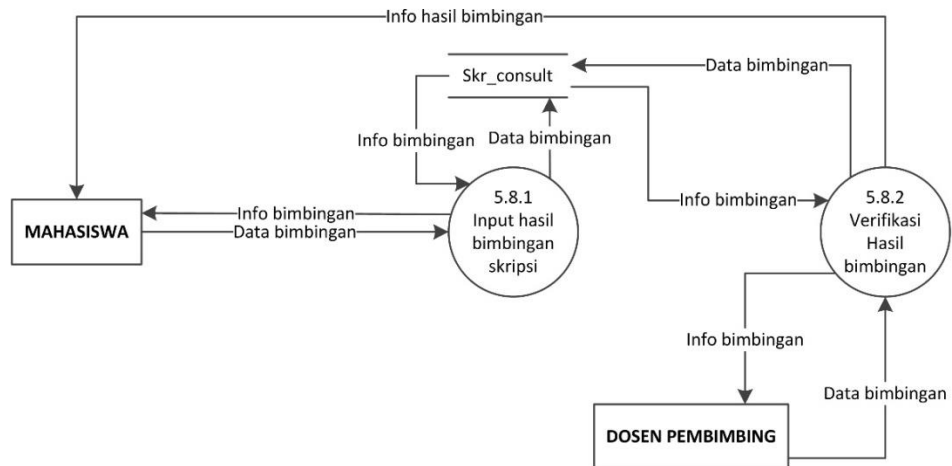 Info hasil bimbingan
Skr_consult
Data bimbingan
Info bimbingan
Data bimbingan
5.8.1
Input hasil
bimbingan
skripsi
Info bimbingan
5.8.2
Verifikasi
Hasil
bimbingan
MAHASISWA
Info bimbingan
Data bimbingan
Info bimbingan
Data bimbingan
DOSEN PEMBIMBING